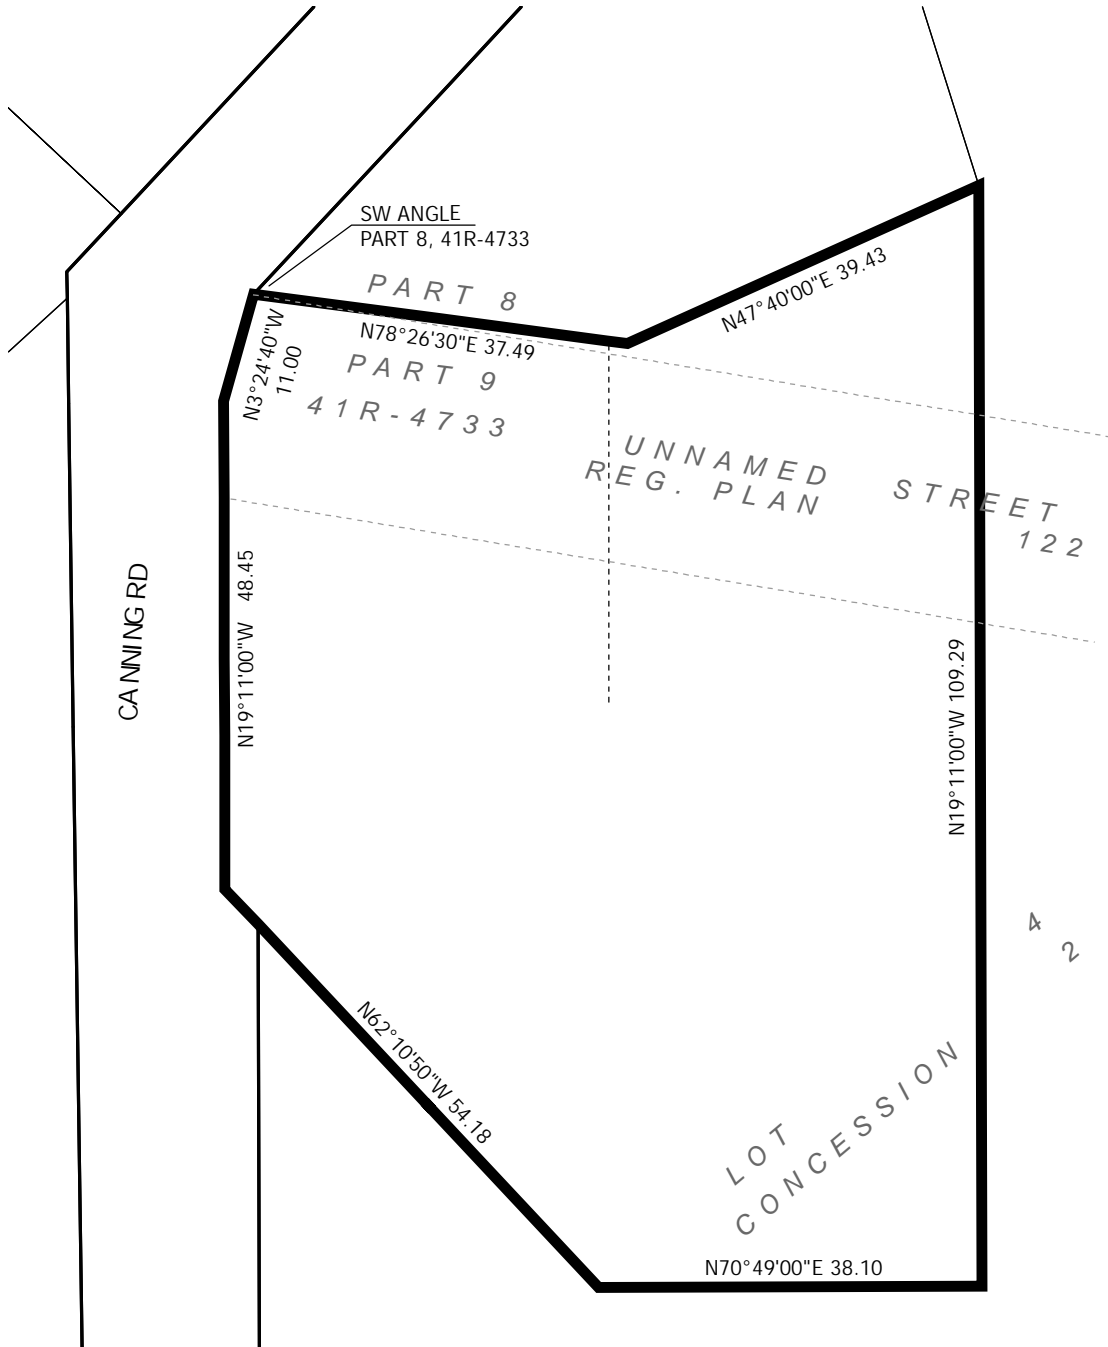 SW ANGLE
PART 8, 41R-4733
PART 8
N78°26'30"E 37.49
N47°40'00"E 39.43
N3°24'40"W
11.00
PART 9
41R-4733
UNNAMED STREET
REG. PLAN 122
CANNING RD
N19°11'00"W 48.45
N19°11'00"W 109.29
N62°10'50"W 54.18
LOT 4
CONCESSION 2
N70°49'00"E 38.10